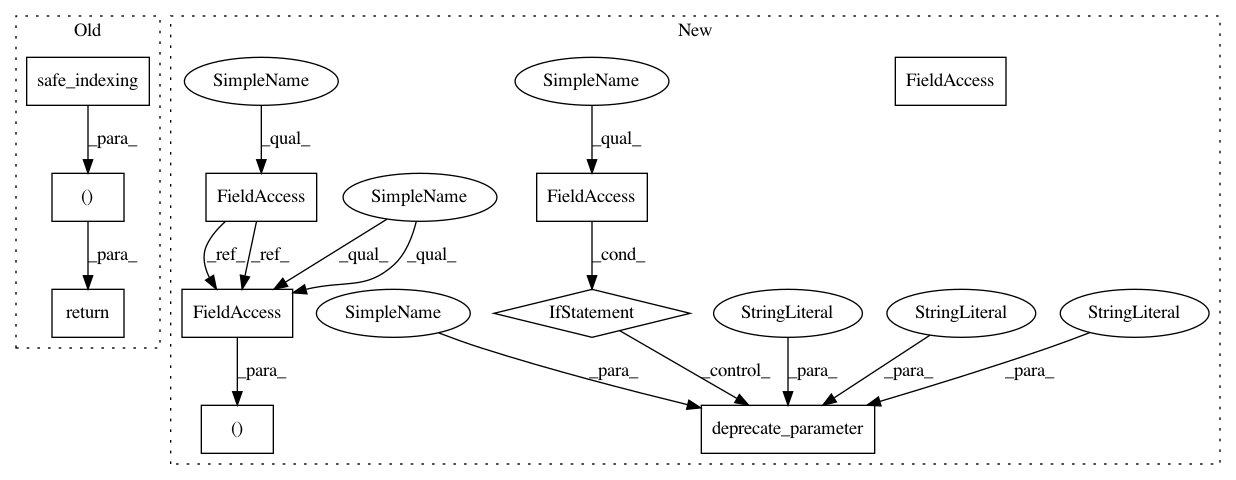 Old
New
safe_indexing
SimpleName
SimpleName
FieldAccess
_para_
_qual_
_qual_
()
FieldAccess
SimpleName
FieldAccess
_para_
_ref_
_ref_
_qual_
_qual_
_cond_
return
FieldAccess
SimpleName
IfStatement
StringLiteral
StringLiteral
StringLiteral
_para_
_para_
_control_
_para_
_para_
_para_
()
deprecate_parameter